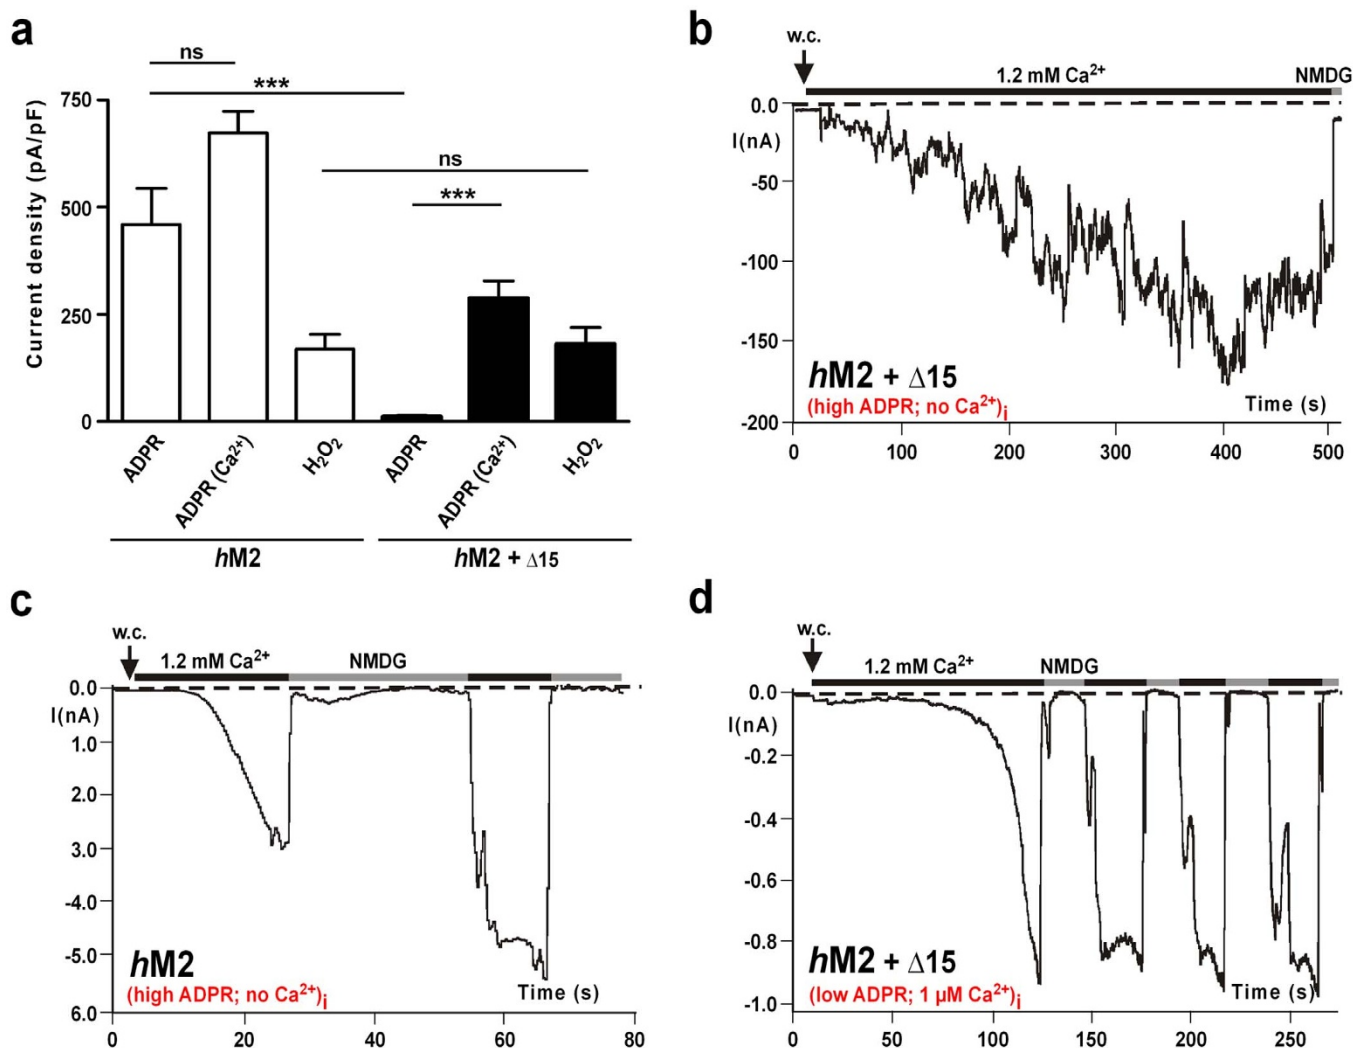 a
ns
***
ns
***
750
500
250
0
Current density (pA/pF)
ADPR
ADPR (Ca²⁺)
H₂O₂
ADPR
ADPR (Ca²⁺)
H₂O₂
hM2
hM2 + Δ15
b
w.c.
1.2 mM Ca²⁺
NMDG
0.0
I(nA)
-50
-100
-150
-200
hM2 + Δ15
(high ADPR; no Ca²⁺)i
Time (s)
0 100 200 300 400 500
c
w.c.
1.2 mM Ca²⁺
NMDG
0.0
I(nA)
1.0
2.0
3.0
-4.0
-5.0
6.0
hM2
(high ADPR; no Ca²⁺)i
Time (s)
0 20 40 60 80
d
w.c.
1.2 mM Ca²⁺
NMDG
0.0
I(nA)
-0.2
-0.4
-0.6
-0.8
-1.0
hM2 + Δ15
(low ADPR; 1 µM Ca²⁺)i
Time (s)
0 50 100 150 200 250